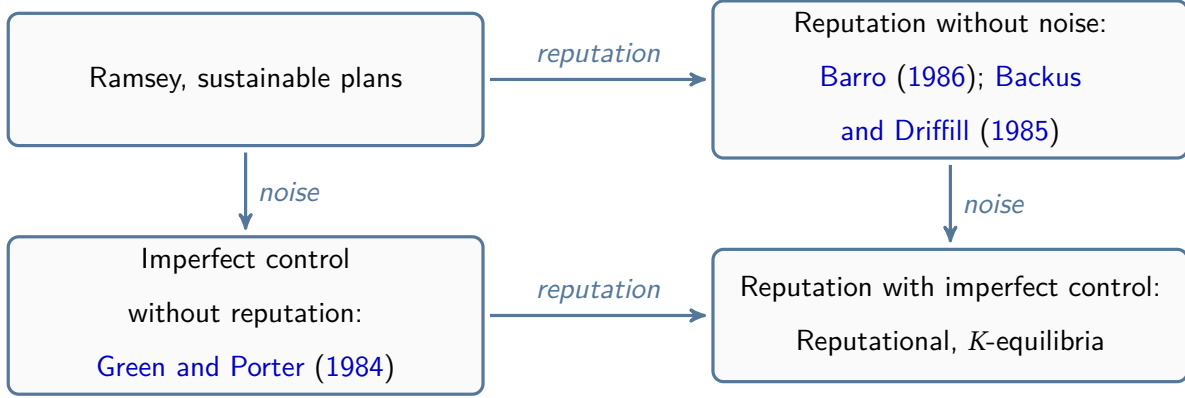 Ramsey, sustainable plans
reputation
Reputation without noise:
Barro (1986); Backus
and Driffill (1985)
noise
noise
Imperfect control
without reputation:
Green and Porter (1984)
reputation
Reputation with imperfect control:
Reputational, K-equilibria